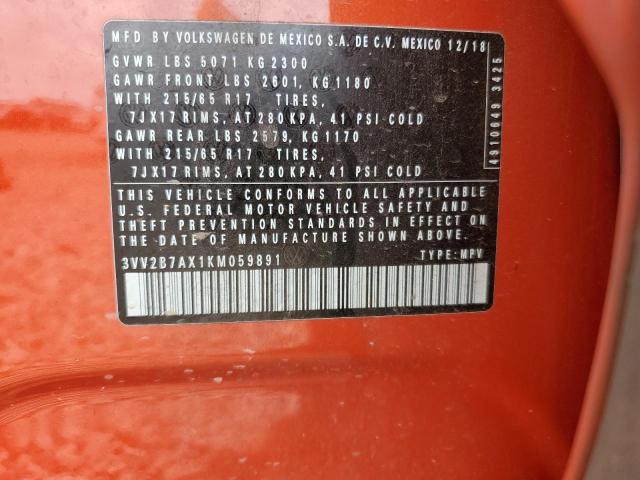 MFD BY VOLKSWAGEN DE MEXICO S.A. DE C.V. MEXICO 12/18
GVWR LBS 5071 KG 2300
GAWR FRONT LBS 2601, KG 1180
WITH 215/65 R17 TIRES,
7JX17 RIMS, AT 280 KPA, 41 PSI COLD
GAWR REAR LBS 2579, KG 1170
WITH 215/65 R17 TIRES,
7JX17 RIMS, AT 280 KPA, 41 PSI COLD
THIS VEHICLE CONFORMS TO ALL APPLICABLE
U.S. FEDERAL MOTOR VEHICLE SAFETY AND
THEFT PREVENTION STANDARDS IN EFFECT ON
THE DATE OF MANUFACTURE SHOWN ABOVE.
3VV2B7AX1KM059891 TYPE: MPV
4910649 3425